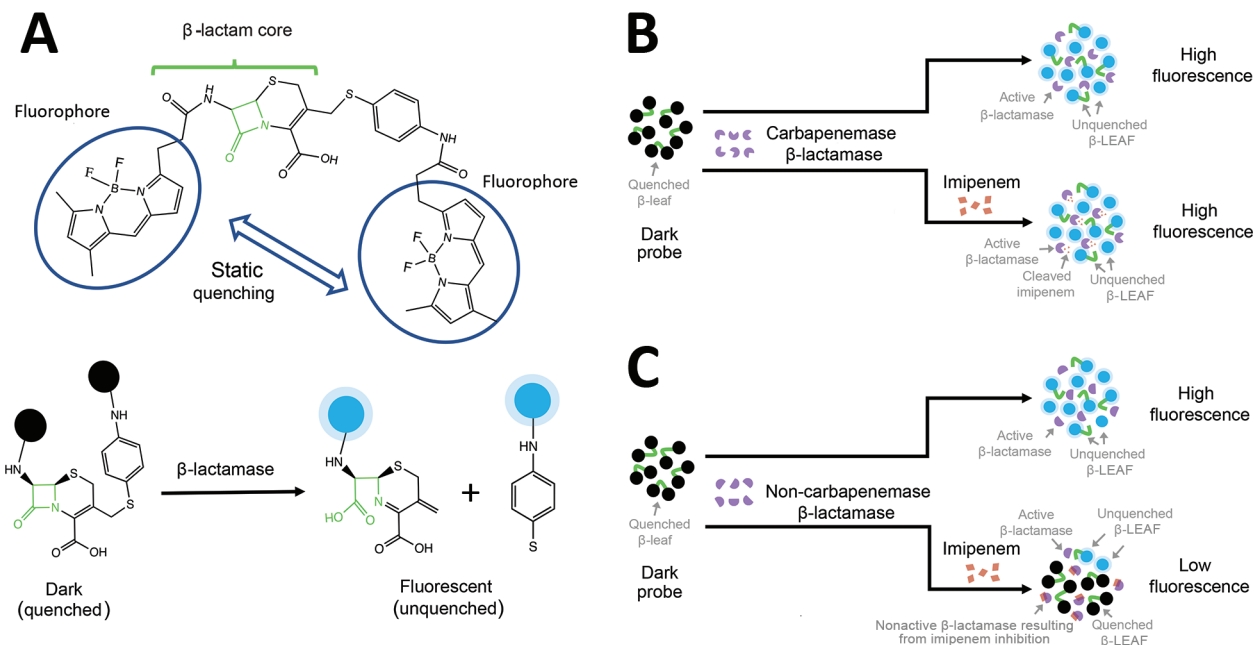 A
β-lactam core
Fluorophore
O
H
N
S
S
N
O
O
OH
NH
O
Fluorophore
F
F
B
N
N
F
F
B
N
N
Static
quenching
NH
HN
S
O
N
S
O
OH
Dark
(quenched)
β-lactamase
HN
S
HO
O
N
O
OH
+
HN
S
Fluorescent
(unquenched)
B
Quenched
β-leaf
Dark
probe
Carbapenemase
β-lactamase
Imipenem
Active
β-lactamase
Unquenched
β-LEAF
High
fluorescence
Active
β-lactamase
Cleaved
imipenem
Unquenched
β-LEAF
High
fluorescence
C
Quenched
β-leaf
Dark
probe
Non-carbapenemase
β-lactamase
Imipenem
Active
β-lactamase
Unquenched
β-LEAF
High
fluorescence
Active
β-lactamase
Unquenched
β-LEAF
Low
fluorescence
Nonactive β-lactamase resulting
from imipenem inhibition
Quenched
β-LEAF